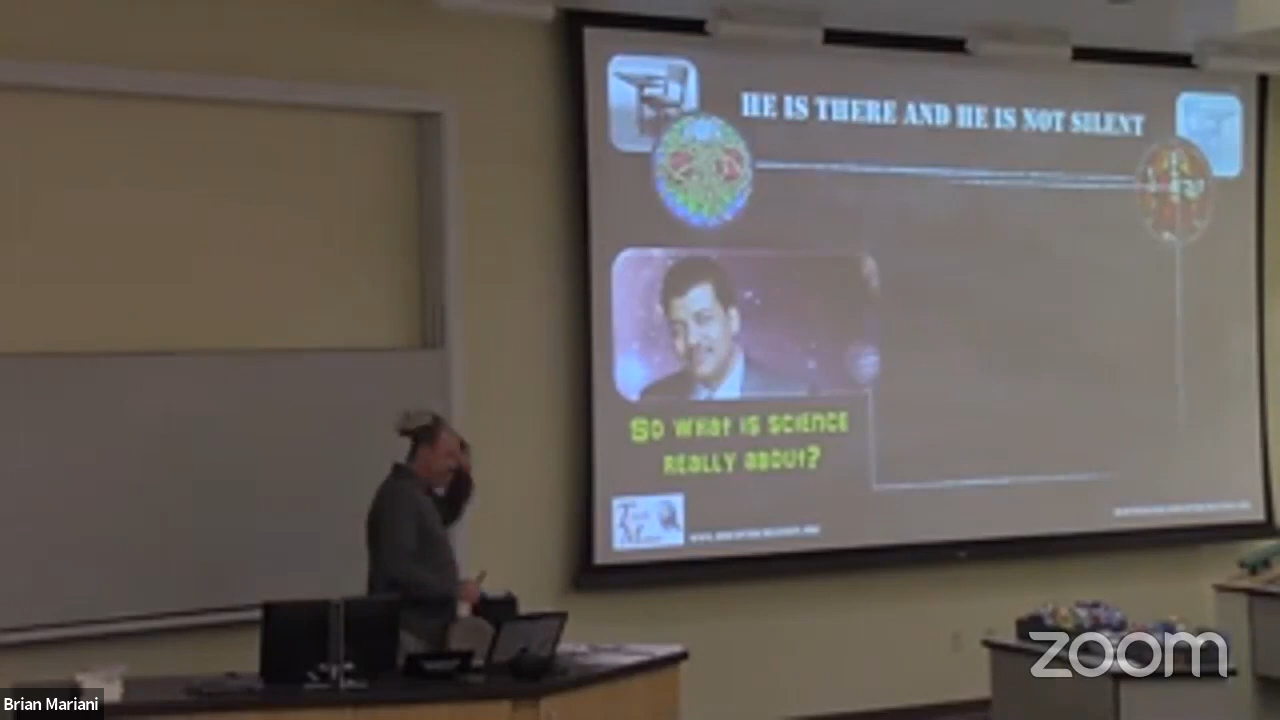 HE IS THERE AND HE IS NOT SILENT
SO WHAT IS SCIENCE
REALLY ABOUT?
zoom
Brian Mariani